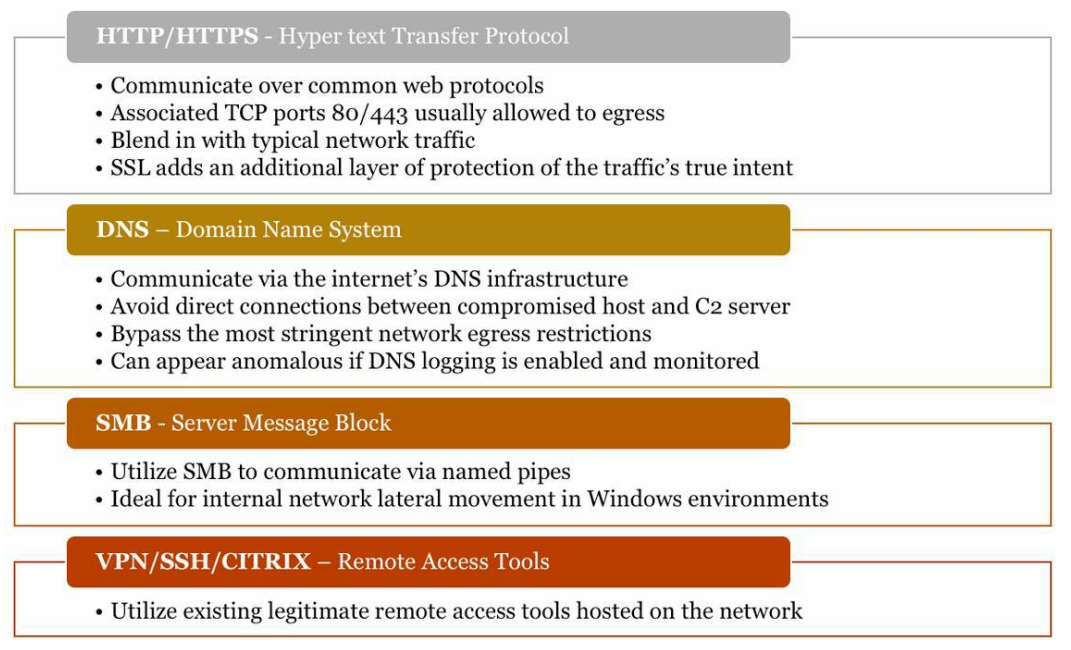 HTTP/HTTPS - Hyper text Transfer Protocol
• Communicate over common web protocols
• Associated TCP ports 80/443 usually allowed to egress
• Blend in with typical network traffic
• SSL adds an additional layer of protection of the traffic’s true intent
DNS – Domain Name System
• Communicate via the internet’s DNS infrastructure
• Avoid direct connections between compromised host and C2 server
• Bypass the most stringent network egress restrictions
• Can appear anomalous if DNS logging is enabled and monitored
SMB - Server Message Block
• Utilize SMB to communicate via named pipes
• Ideal for internal network lateral movement in Windows environments
VPN/SSH/CITRIX – Remote Access Tools
• Utilize existing legitimate remote access tools hosted on the network